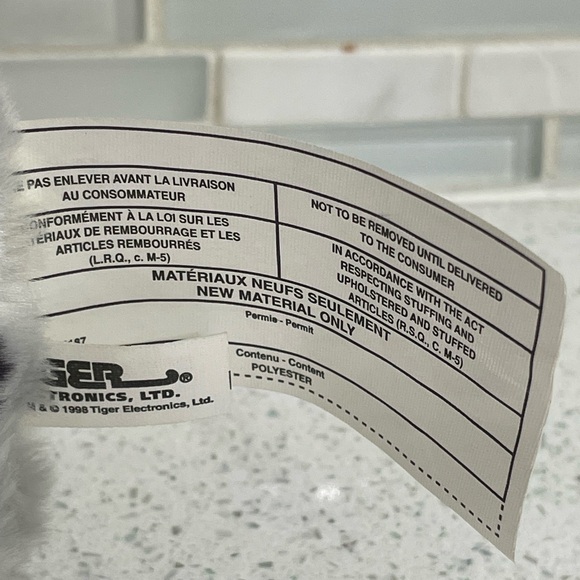 PAS ENLEVER AVANT LA LIVRAISON
AU CONSOMMATEUR
NOT TO BE REMOVED UNTIL DELIVERED
TO THE CONSUMER
ONFORMÉMENT À LA LOI SUR LES
ÉRIAUX DE REMBOURRAGE ET LES
ARTICLES REMBOURRÉS
(L.R.Q., c. M-5)
IN ACCORDANCE WITH THE ACT
RESPECTING STUFFING AND
UPHOLSTERED AND STUFFED
ARTICLES (R.S.Q., C. M-5)
MATÉRIAUX NEUFS SEULEMENT
NEW MATERIAL ONLY
Permie - Permit
Contenu - Content
POLYESTER
GER®
TRONICS, LTD.
& © 1998 Tiger Electronics, Ltd.